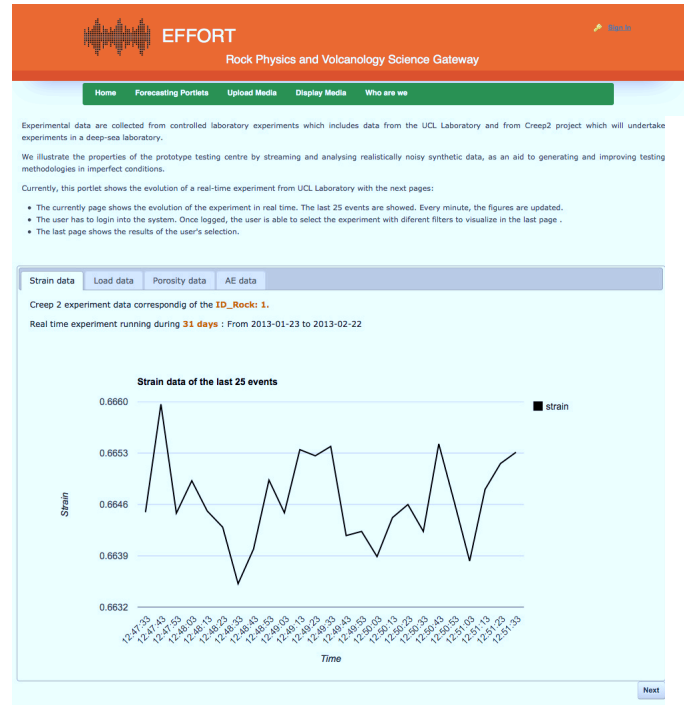 EFFORT
Sign In
Rock Physics and Volcanology Science Gateway
Home Forecasting Portlets Upload Media Display Media Who are we
Experimental data are collected from controlled laboratory experiments which includes data from the UCL Laboratory and from Creep2 project which will undertake
experiments in a deep-sea laboratory.
We illustrate the properties of the prototype testing centre by streaming and analysing realistically noisy synthetic data, as an aid to generating and improving testing
methodologies in imperfect conditions.
Currently, this portlet shows the evolution of a real-time experiment from UCL Laboratory with the next pages:
• The currently page shows the evolution of the experiment in real time. The last 25 events are showed. Every minute, the figures are updated.
• The user has to login into the system. Once logged, the user is able to select the experiment with diferent filters to visualize in the last page .
• The last page shows the results of the user's selection.
Strain data Load data Porosity data AE data
Creep 2 experiment data correspondig of the ID_Rock: 1.
Real time experiment running during 31 days : From 2013-01-23 to 2013-02-22
Strain data of the last 25 events
0.6660
0.6653
0.6646
0.6639
0.6632
Strain
strain
12:47:33 12:47:43 12:47:53 12:48:03 12:48:13 12:48:23 12:48:33 12:48:43 12:48:53 12:49:03 12:49:13 12:49:23 12:49:33 12:49:43 12:49:53 12:50:03 12:50:13 12:50:23 12:50:33 12:50:43 12:50:53 12:51:03 12:51:13 12:51:23 12:51:33
Time
Next